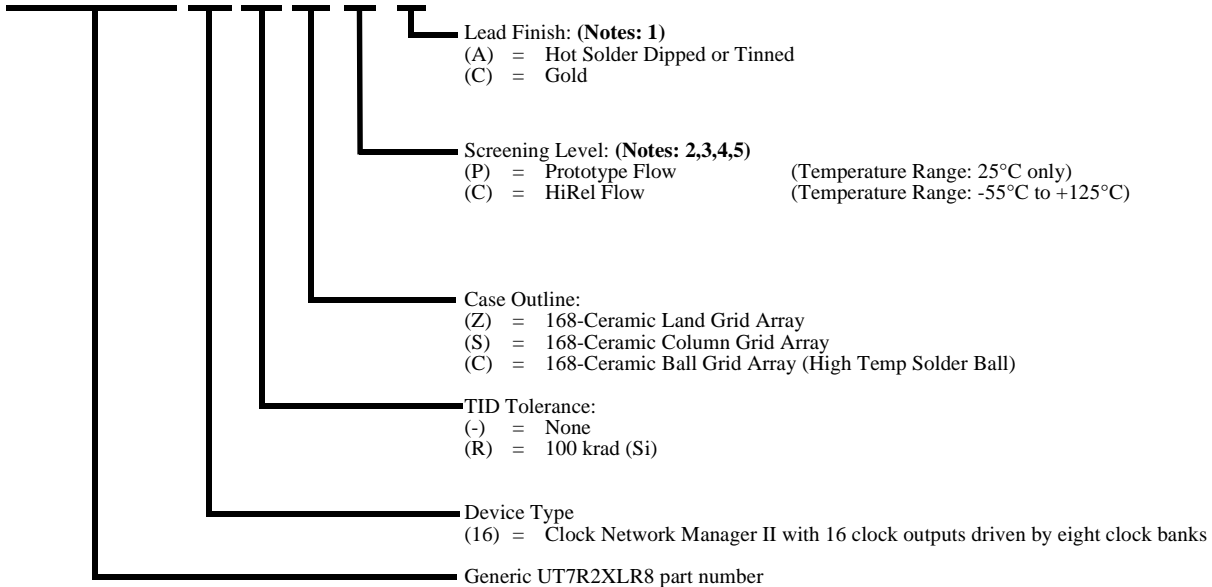 Lead Finish: (Notes: 1)
(A) = Hot Solder Dipped or Tinned
(C) = Gold
Screening Level: (Notes: 2,3,4,5)
(P) = Prototype Flow (Temperature Range: 25°C only)
(C) = HiRel Flow (Temperature Range: -55°C to +125°C)
Case Outline:
(Z) = 168-Ceramic Land Grid Array
(S) = 168-Ceramic Column Grid Array
(C) = 168-Ceramic Ball Grid Array (High Temp Solder Ball)
TID Tolerance:
(-) = None
(R) = 100 krad (Si)
Device Type
(16) = Clock Network Manager II with 16 clock outputs driven by eight clock banks
Generic UT7R2XLR8 part number